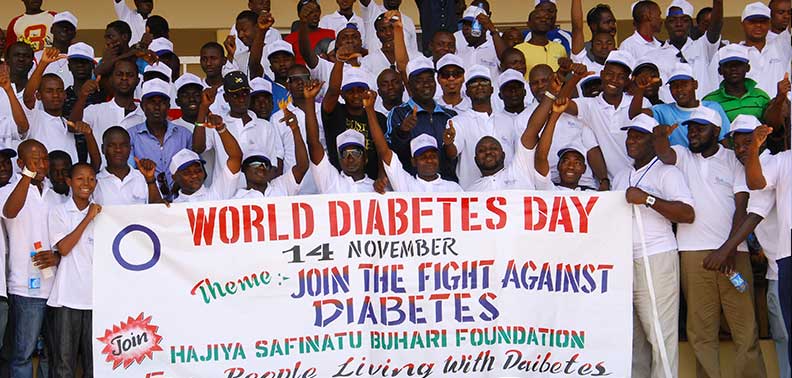 WORLD DIABETES DAY
14 NOVEMBER
Theme :- JOIN THE FIGHT AGAINST
DIABETES
Join
HAJIYA SAFINATU BUHARI FOUNDATION
People Living With Daibetes